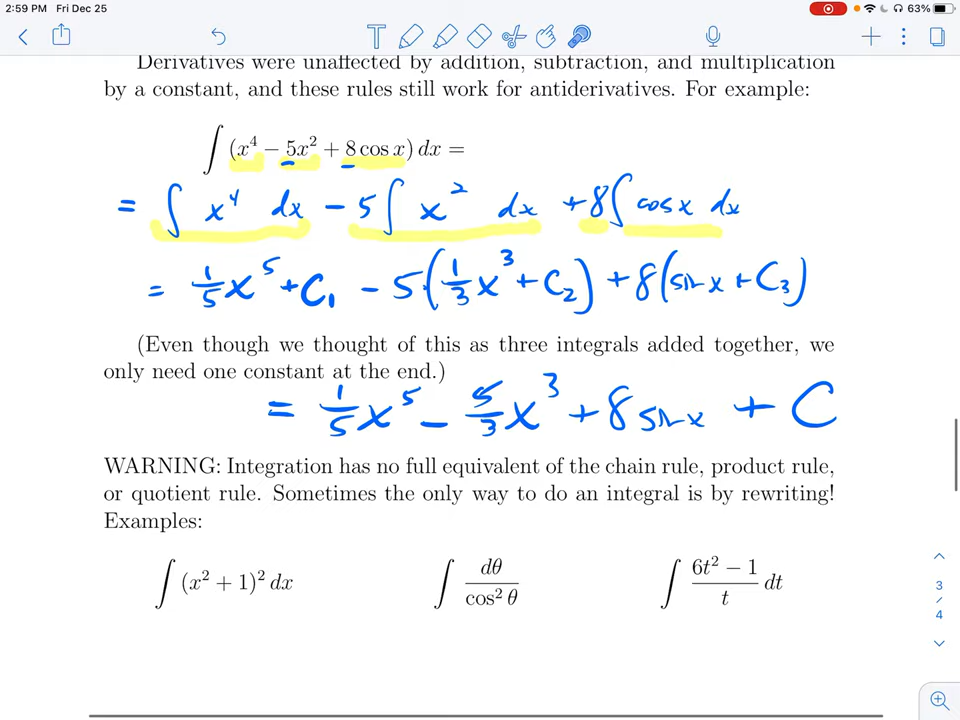 2:59 PM Fri Dec 25 63%
Derivatives were unaffected by addition, subtraction, and multiplication
by a constant, and these rules still work for antiderivatives. For example:
∫ (x⁴ − 5x² + 8 cos x) dx =
= ∫ x⁴ dx − 5 ∫ x² dx + 8 ∫ cos x dx
= 1/5 x⁵ + C₁ − 5(1/3 x³ + C₂) + 8(sin x + C₃)
(Even though we thought of this as three integrals added together, we
only need one constant at the end.)
= 1/5 x⁵ − 5/3 x³ + 8 sin x + C
WARNING: Integration has no full equivalent of the chain rule, product rule,
or quotient rule. Sometimes the only way to do an integral is by rewriting!
Examples:
∫ (x² + 1)² dx ∫ dθ/cos² θ ∫ (6t² − 1)/t dt
3/4